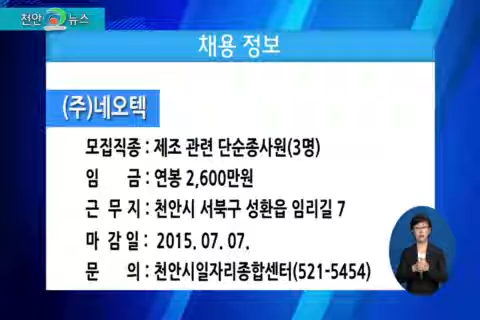 천안 뉴스
채용 정보
(주)네오텍
모집직종 : 제조 관련 단순종사원(3명)
임 금 : 연봉 2,600만원
근 무 지 : 천안시 서북구 성환읍 임리길 7
마 감 일 : 2015. 07. 07.
문 의 : 천안시일자리종합센터(521-5454)